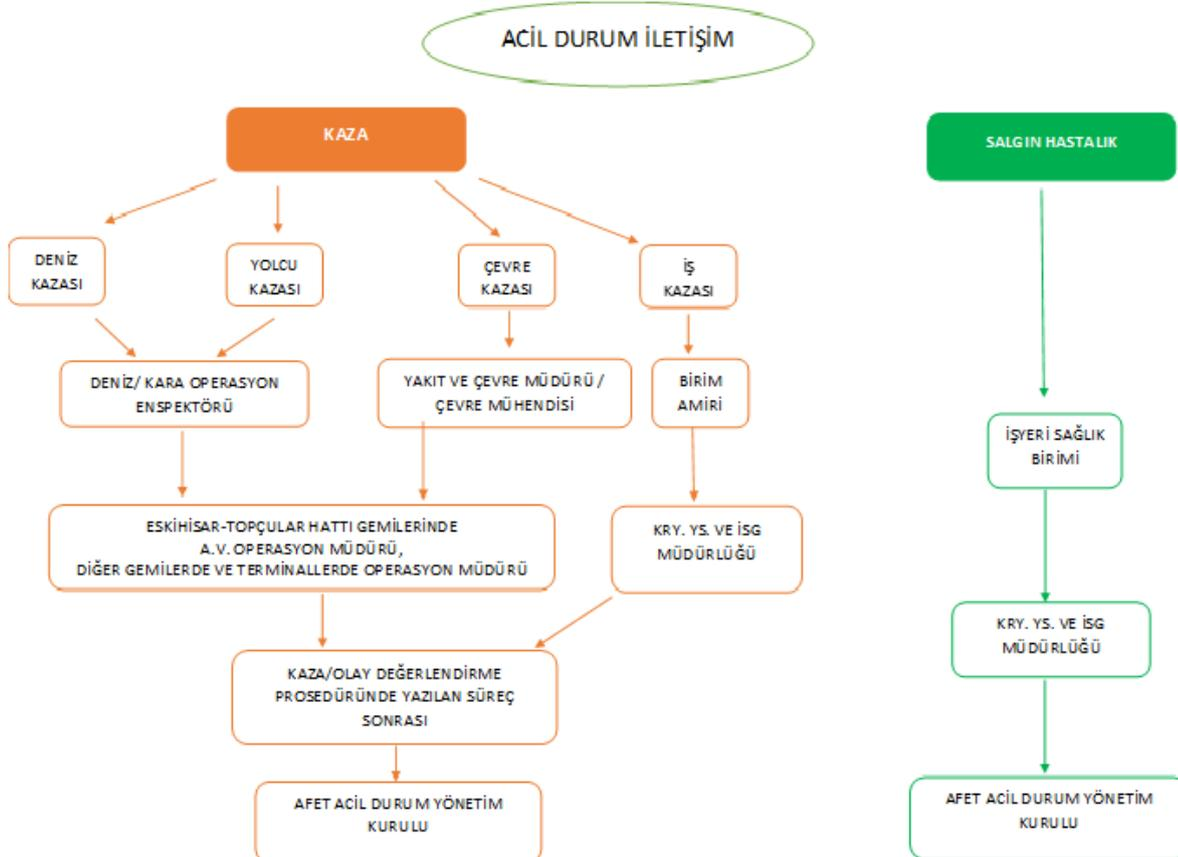 ACİL DURUM İLETİŞİM
KAZA
SALGIN HASTALIK
DENİZ
KAZASI
YOLCU
KAZASI
ÇEVRE
KAZASI
İŞ
KAZASI
DENİZ/ KARA OPERASYON
ENSPEKTÖRÜ
YAKIT VE ÇEVRE MÜDÜRÜ /
ÇEVRE MÜHENDİSİ
BİRİM
AMİRİ
İŞYERİ SAĞLIK
BİRİMİ
ESKİHİSAR-TOPÇULAR HATTI GEMİLERİNDE
A.V. OPERASYON MÜDÜRÜ,
DİĞER GEMİLERDE VE TERMİNALLERDE OPERASYON MÜDÜRÜ
KRY. YS. VE İSG
MÜDÜRLÜĞÜ
KRY. YS. VE İSG
MÜDÜRLÜĞÜ
KAZA/OLAY DEĞERLENDİRME
PROSEDÜRÜNDE YAZILAN SÜREÇ
SONRASI
AFET ACİL DURUM YÖNETİM
KURULU
AFET ACİL DURUM YÖNETİM
KURULU